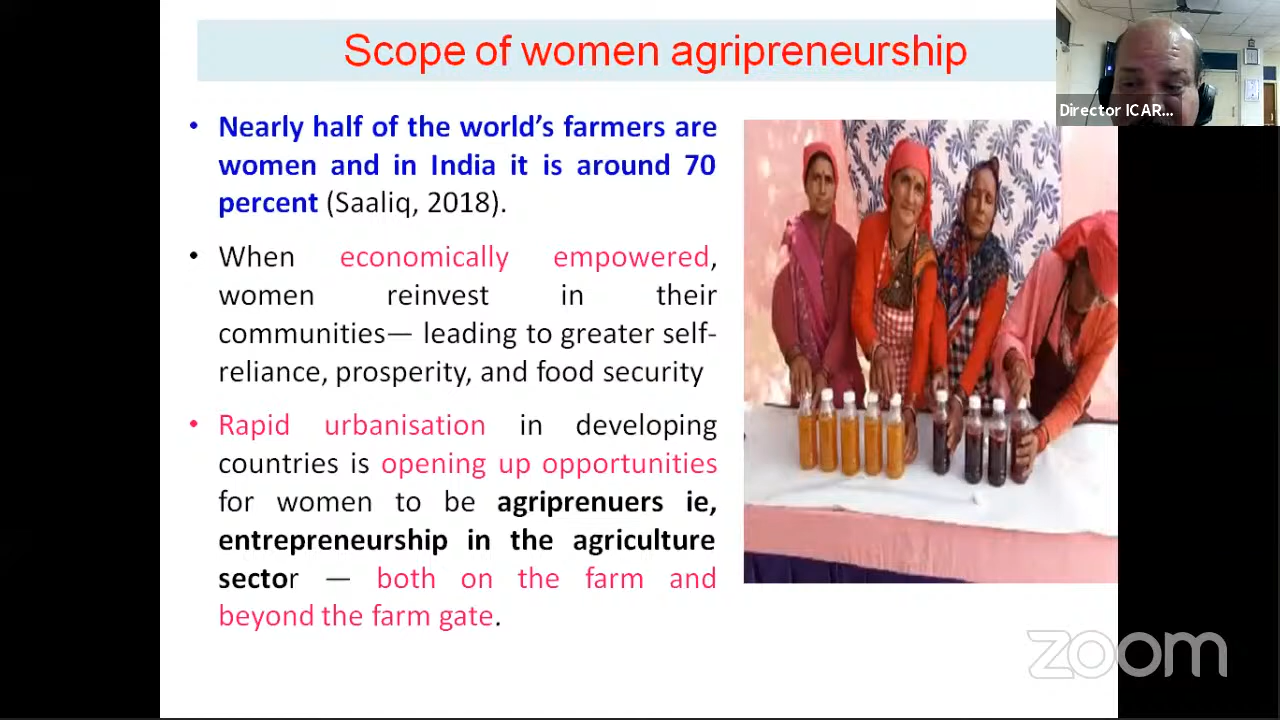 Scope of women agripreneurship
Director ICAR...
• Nearly half of the world's farmers are
women and in India it is around 70
percent (Saaliq, 2018).
• When economically empowered,
women reinvest in their
communities— leading to greater self-
reliance, prosperity, and food security
• Rapid urbanisation in developing
countries is opening up opportunities
for women to be agriprenuers ie,
entrepreneurship in the agriculture
sector — both on the farm and
beyond the farm gate.
zoom